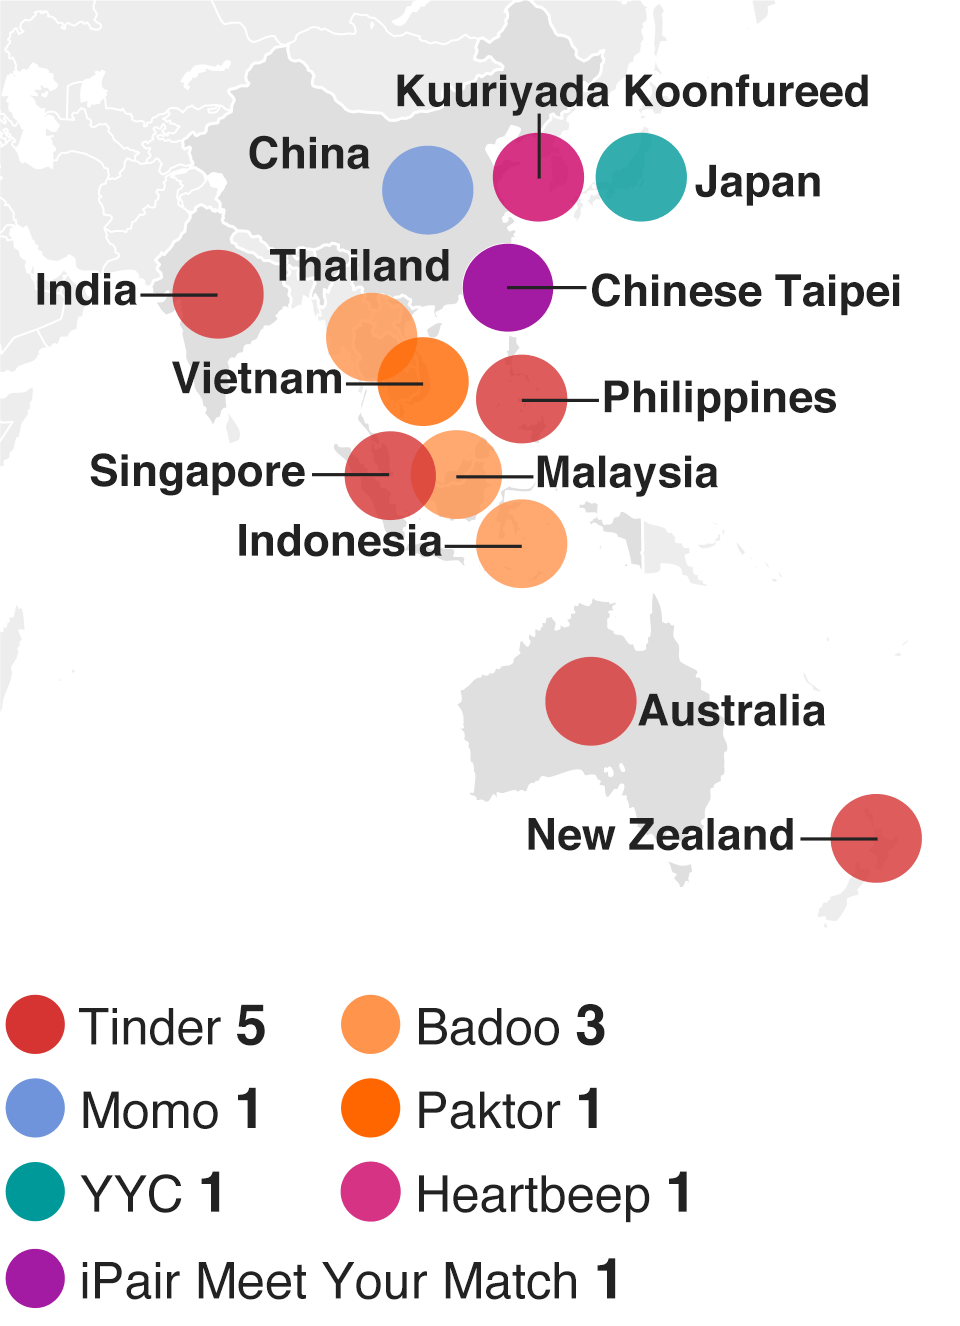 Kuuriyada Koonfureed
China
Japan
Thailand
India
Chinese Taipei
Vietnam
Philippines
Singapore
Malaysia
Indonesia
Australia
New Zealand
Tinder 5
Badoo 3
Momo 1
Paktor 1
YYC 1
Heartbeep 1
iPair Meet Your Match 1